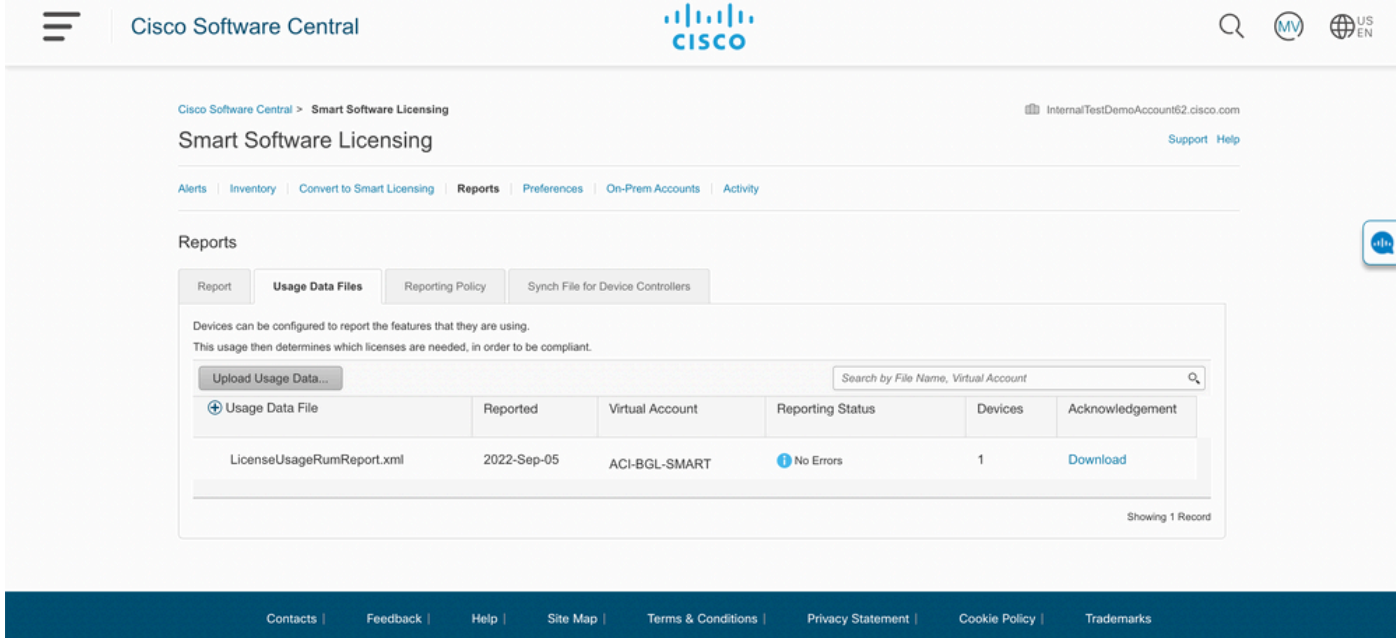 Cisco Software Central
CISCO
MV
US
EN
Cisco Software Central > Smart Software Licensing
InternalTestDemoAccount62.cisco.com
Smart Software Licensing
Support Help
Alerts | Inventory | Convert to Smart Licensing | Reports | Preferences | On-Prem Accounts | Activity
Reports
Report Usage Data Files Reporting Policy Synch File for Device Controllers
Devices can be configured to report the features that they are using.
This usage then determines which licenses are needed, in order to be compliant.
Upload Usage Data... Search by File Name, Virtual Account
Usage Data File Reported Virtual Account Reporting Status Devices Acknowledgement
LicenseUsageRumReport.xml 2022-Sep-05 ACI-BGL-SMART No Errors 1 Download
Showing 1 Record
Contacts | Feedback | Help | Site Map | Terms & Conditions | Privacy Statement | Cookie Policy | Trademarks